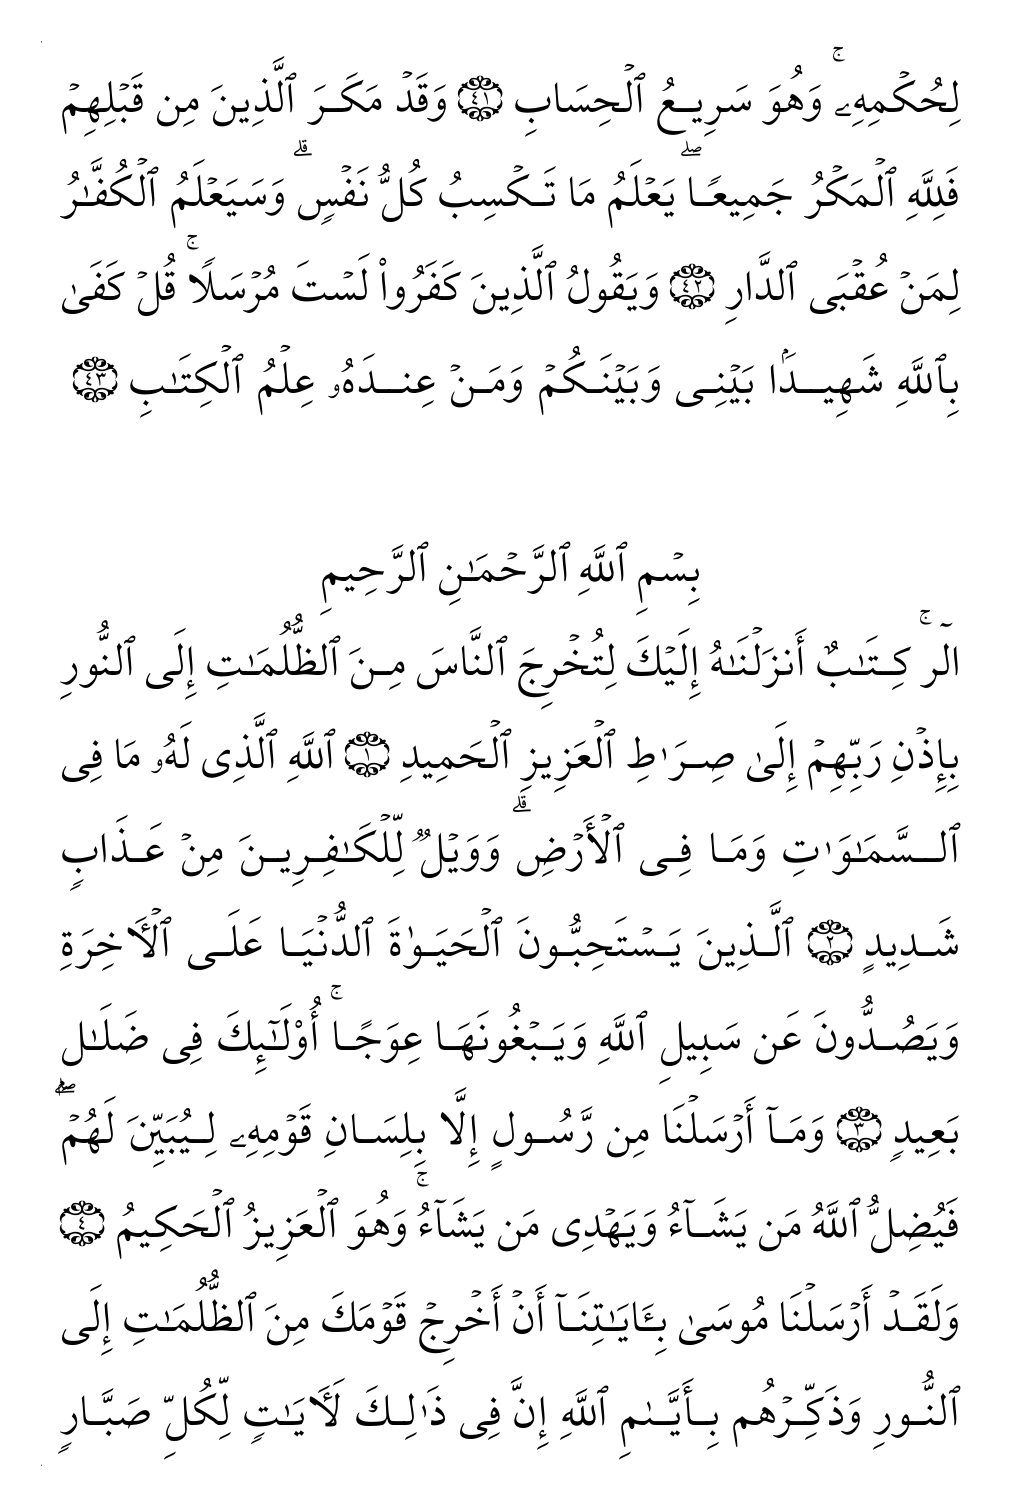 لِحُكْمِهِۦۚ وَهُوَ سَرِيعُ ٱلْحِسَابِ ٤١ وَقَدْ مَكَرَ ٱلَّذِينَ مِن قَبْلِهِمْ
فَلِلَّهِ ٱلْمَكْرُ جَمِيعًاۖ يَعْلَمُ مَا تَكْسِبُ كُلُّ نَفْسٍۗ وَسَيَعْلَمُ ٱلْكُفَّٰرُ
لِمَنْ عُقْبَى ٱلدَّارِ ٤٢ وَيَقُولُ ٱلَّذِينَ كَفَرُوا۟ لَسْتَ مُرْسَلًاۚ قُلْ كَفَىٰ
بِٱللَّهِ شَهِيدًۢا بَيْنِى وَبَيْنَكُمْ وَمَنْ عِندَهُۥ عِلْمُ ٱلْكِتَٰبِ ٤٣
بِسْمِ ٱللَّهِ ٱلرَّحْمَٰنِ ٱلرَّحِيمِ
الٓرۚ كِتَٰبٌ أَنزَلْنَٰهُ إِلَيْكَ لِتُخْرِجَ ٱلنَّاسَ مِنَ ٱلظُّلُمَٰتِ إِلَى ٱلنُّورِ
بِإِذْنِ رَبِّهِمْ إِلَىٰ صِرَٰطِ ٱلْعَزِيزِ ٱلْحَمِيدِ ١ ٱللَّهِ ٱلَّذِى لَهُۥ مَا فِى
ٱلسَّمَٰوَٰتِ وَمَا فِى ٱلْأَرْضِۗ وَوَيْلٌ لِّلْكَٰفِرِينَ مِنْ عَذَابٍ
شَدِيدٍ ٢ ٱلَّذِينَ يَسْتَحِبُّونَ ٱلْحَيَوٰةَ ٱلدُّنْيَا عَلَى ٱلْـَٔاخِرَةِ
وَيَصُدُّونَ عَن سَبِيلِ ٱللَّهِ وَيَبْغُونَهَا عِوَجًاۚ أُو۟لَٰٓئِكَ فِى ضَلَٰلٍۭ
بَعِيدٍ ٣ وَمَآ أَرْسَلْنَا مِن رَّسُولٍ إِلَّا بِلِسَانِ قَوْمِهِۦ لِيُبَيِّنَ لَهُمْۖ
فَيُضِلُّ ٱللَّهُ مَن يَشَآءُ وَيَهْدِى مَن يَشَآءُۚ وَهُوَ ٱلْعَزِيزُ ٱلْحَكِيمُ ٤
وَلَقَدْ أَرْسَلْنَا مُوسَىٰ بِـَٔايَٰتِنَآ أَنْ أَخْرِجْ قَوْمَكَ مِنَ ٱلظُّلُمَٰتِ إِلَى
ٱلنُّورِ وَذَكِّرْهُم بِأَيَّىٰمِ ٱللَّهِ إِنَّ فِى ذَٰلِكَ لَـَٔايَٰتٍ لِّكُلِّ صَبَّارٍ